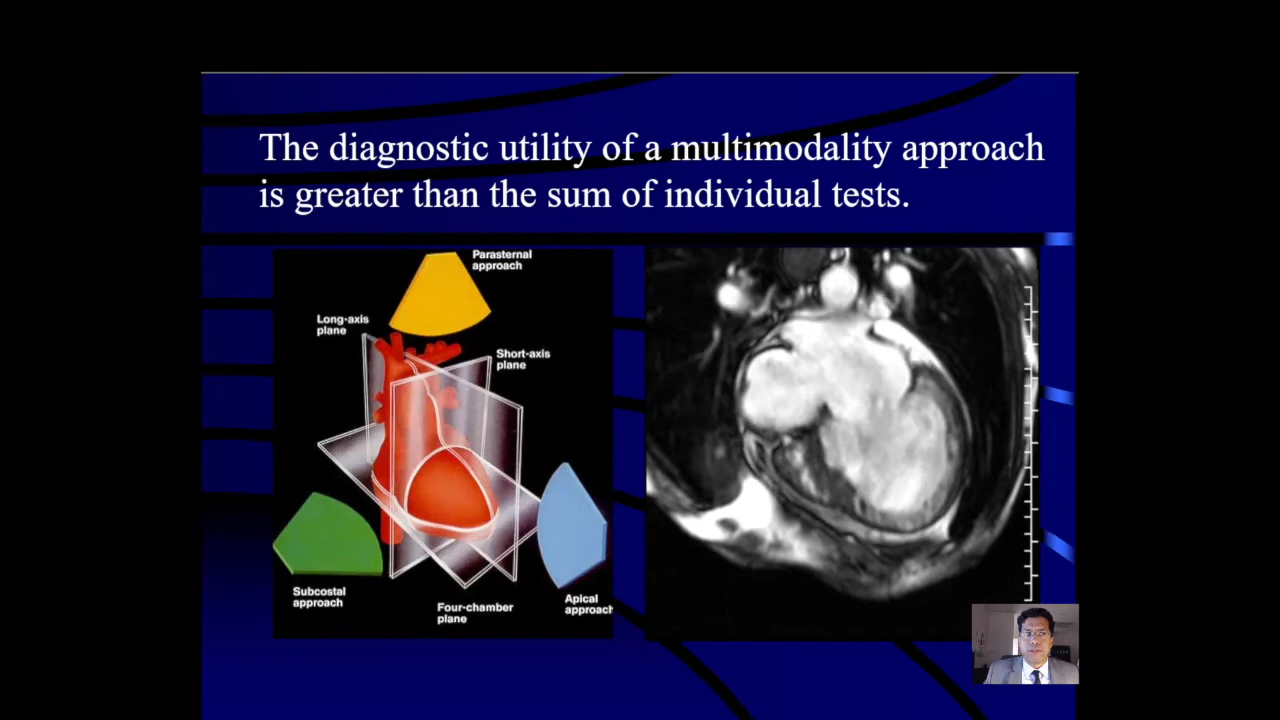 The diagnostic utility of a multimodality approach
is greater than the sum of individual tests.
Parasternal
approach
Long-axis
plane
Short-axis
plane
Subcostal
approach
Four-chamber
plane
Apical
approach